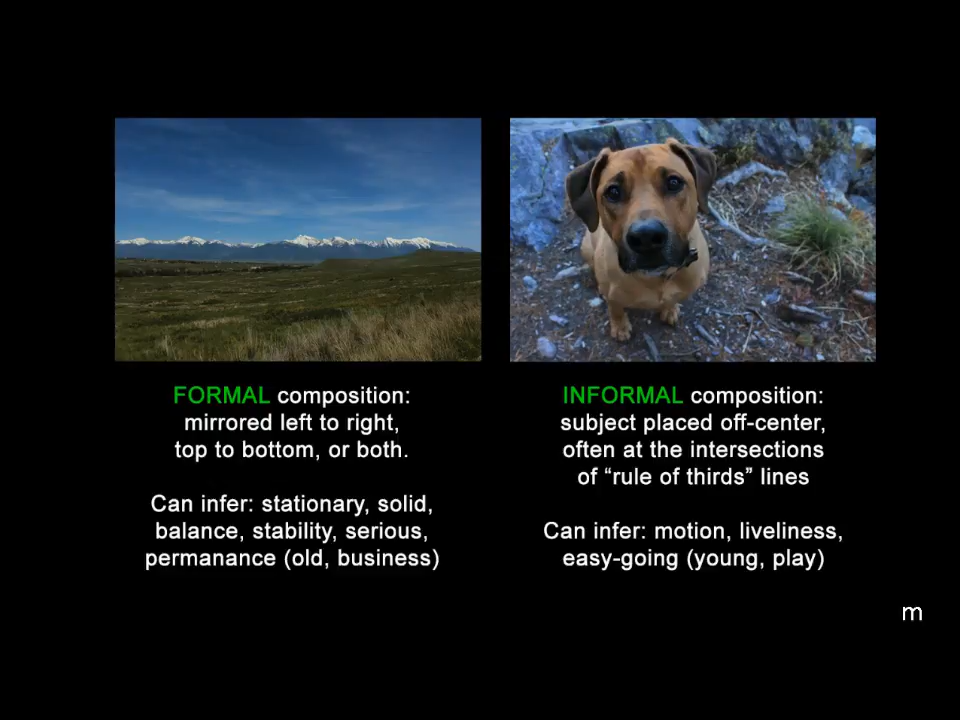 FORMAL composition:
mirrored left to right,
top to bottom, or both.
Can infer: stationary, solid,
balance, stability, serious,
permanance (old, business)
INFORMAL composition:
subject placed off-center,
often at the intersections
of “rule of thirds” lines
Can infer: motion, liveliness,
easy-going (young, play)
m